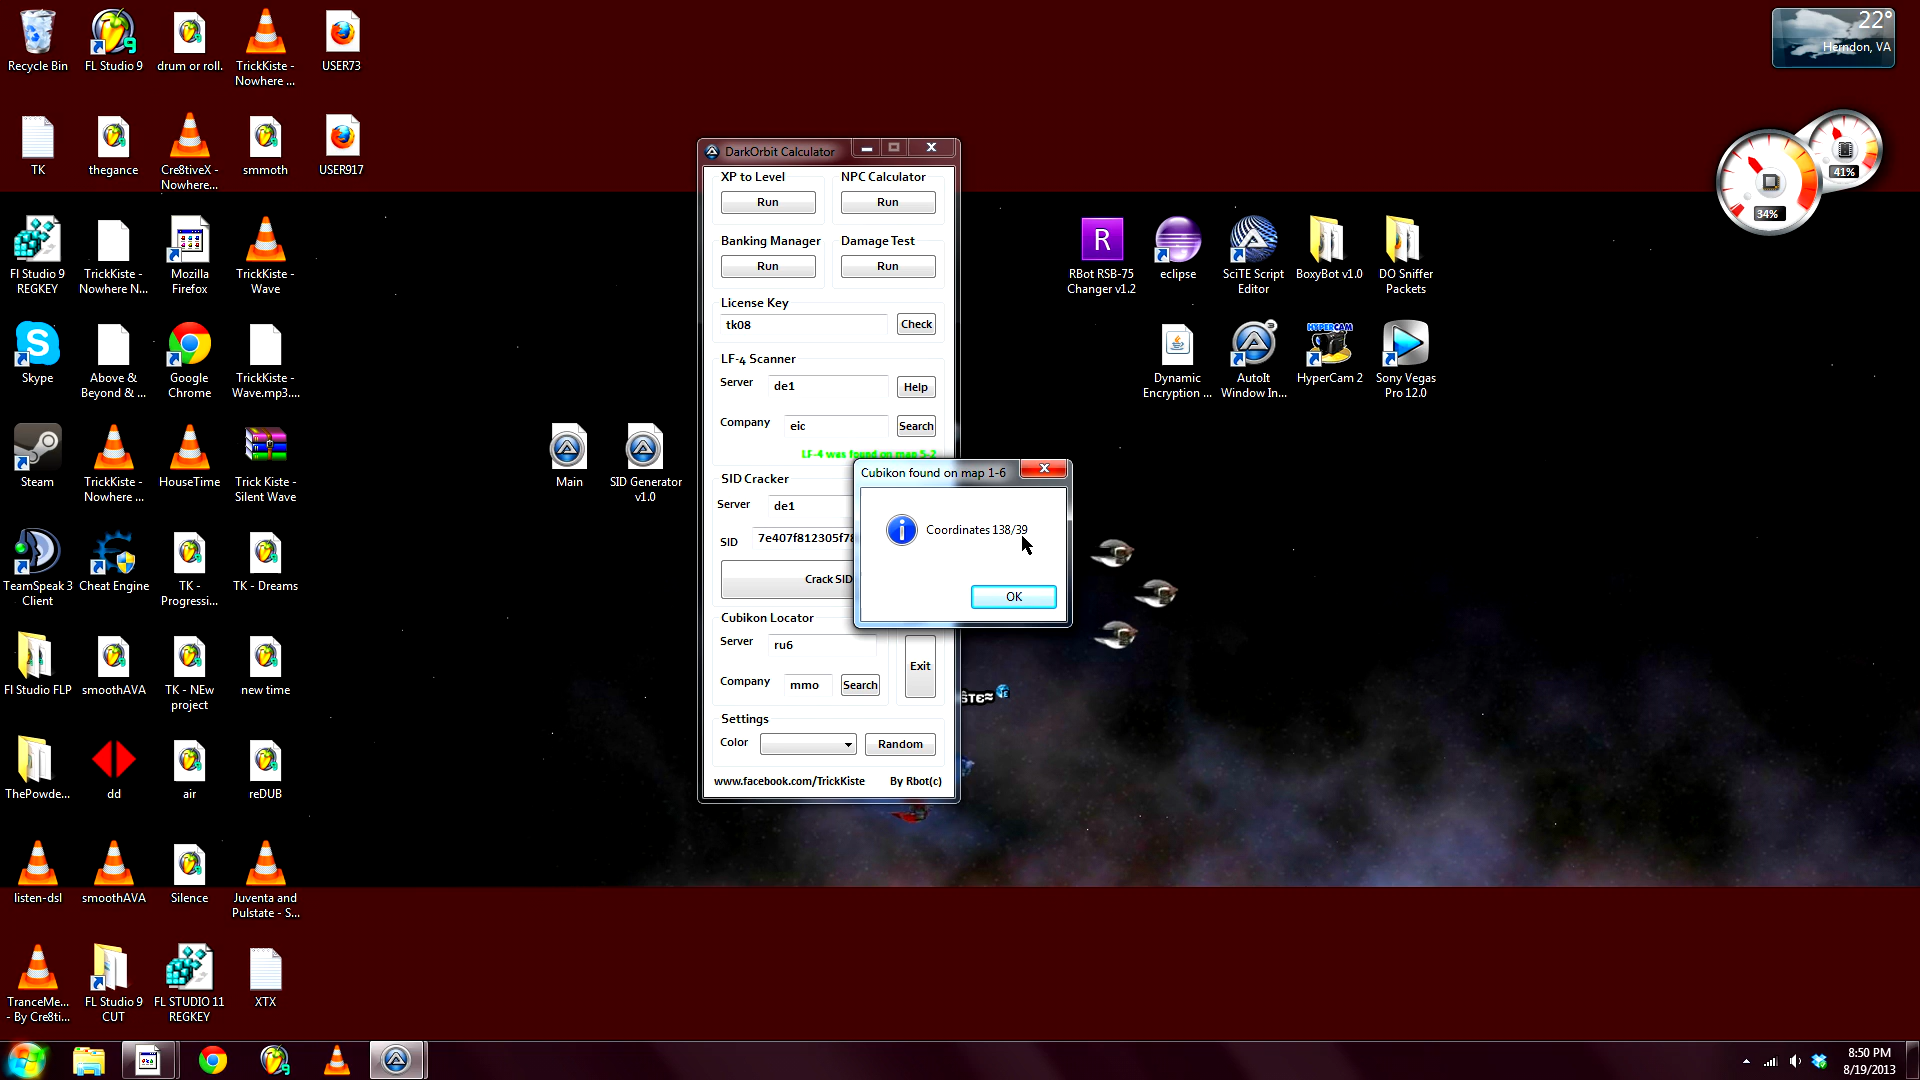 Recycle Bin
FL Studio 9
drum or roll.
TrickKiste -
Nowhere ...
USER73
TK
thegance
Cre8tiveX -
Nowhere...
smmoth
USER917
Fl Studio 9
REGKEY
TrickKiste -
Nowhere N...
Mozilla
Firefox
TrickKiste -
Wave
Skype
Above &
Beyond & ...
Google
Chrome
TrickKiste -
Wave.mp3....
Steam
TrickKiste -
Nowhere ...
HouseTime
Trick Kiste -
Silent Wave
TeamSpeak 3
Client
Cheat Engine
TK -
Progressi...
TK - Dreams
Fl Studio FLP
smoothAVA
TK - NEw
project
new time
ThePowde...
dd
air
reDUB
listen-dsl
smoothAVA
Silence
Juventa and
Pulstate - S...
TranceMe...
- By Cre8ti...
FL Studio 9
CUT
FL STUDIO 11
REGKEY
XTX
Main
SID Generator
v1.0
DarkOrbit Calculator
XP to Level
NPC Calculator
Run
Run
Banking Manager
Damage Test
Run
Run
License Key
tk08
Check
LF-4 Scanner
Server
de1
Help
Company
eic
Search
LF-4 was found on map 5-2
SID Cracker
Server
de1
SID
7e407f812305f78
Crack SID
Cubikon Locator
Server
ru6
Company
mmo
Search
Exit
Settings
Color
Random
www.facebook.com/TrickKiste
By Rbot(c)
Cubikon found on map 1-6
Coordinates 138/39
OK
R
RBot RSB-75
Changer v1.2
eclipse
SciTE Script
Editor
BoxyBot v1.0
DO Sniffer
Packets
Dynamic
Encryption ...
AutoIt
Window In...
HYPERCAM
HyperCam 2
Sony Vegas
Pro 12.0
22°
Herndon, VA
41%
34%
8:50 PM
8/19/2013